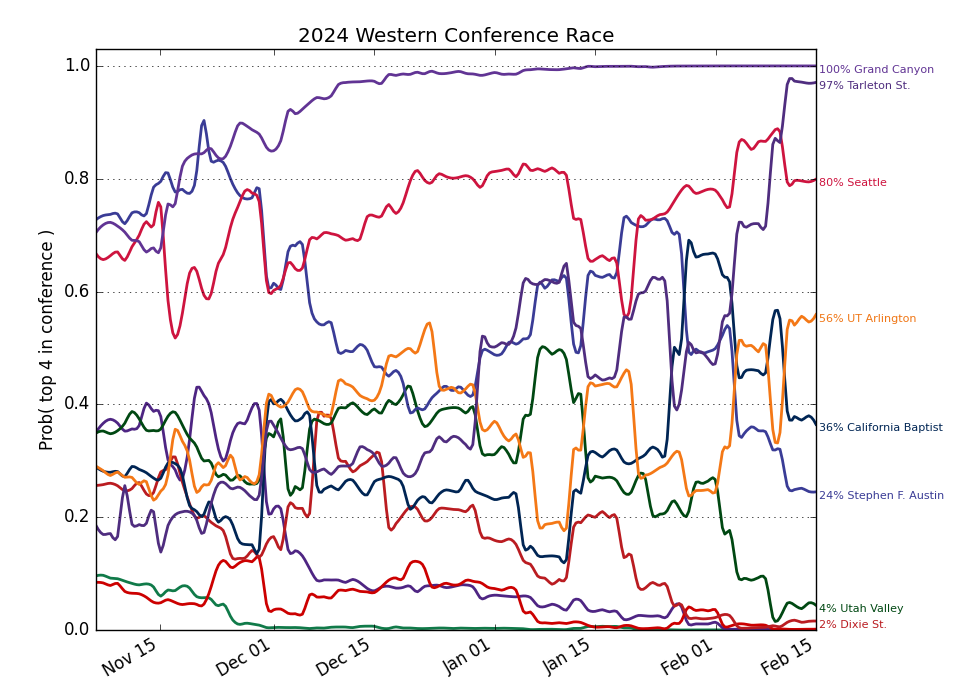 2024 Western Conference Race
Prob( top 4 in conference )
1.0
0.8
0.6
0.4
0.2
0.0
Nov 15
Dec 01
Dec 15
Jan 01
Jan 15
Feb 01
Feb 15
100% Grand Canyon
97% Tarleton St.
80% Seattle
56% UT Arlington
36% California Baptist
24% Stephen F. Austin
4% Utah Valley
2% Dixie St.